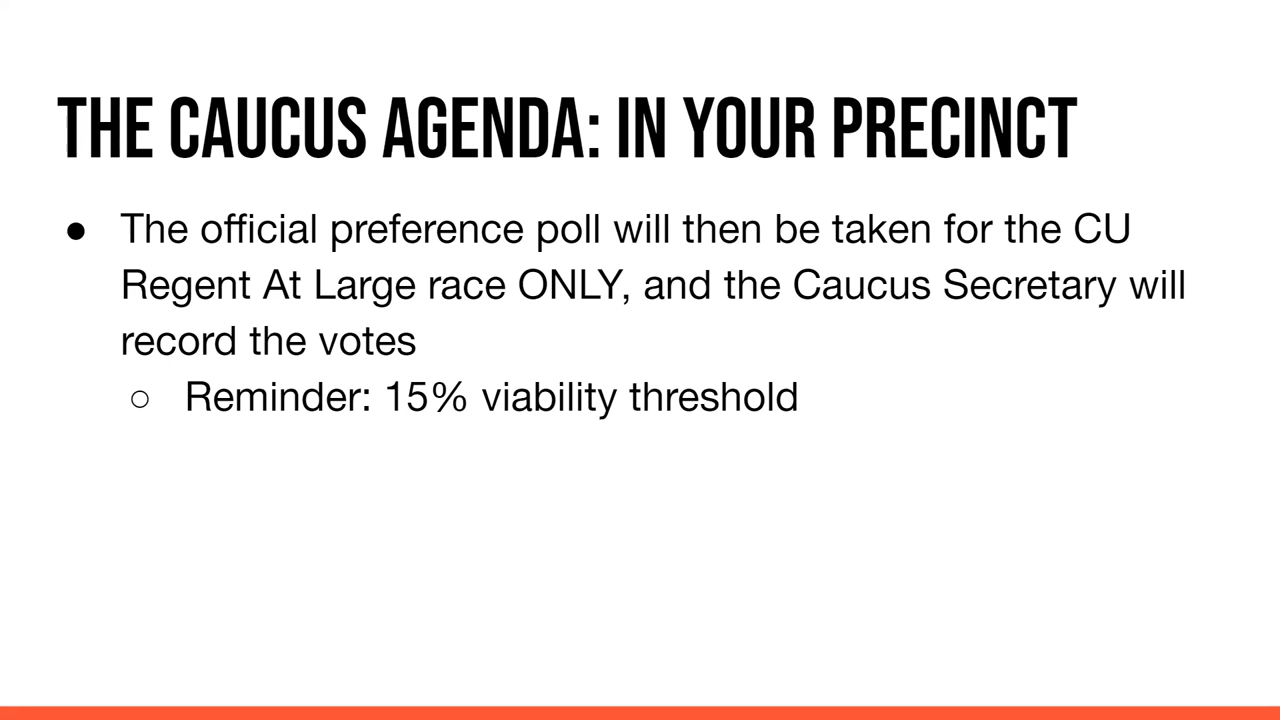 THE CAUCUS AGENDA: IN YOUR PRECINCT
● The official preference poll will then be taken for the CU
Regent At Large race ONLY, and the Caucus Secretary will
record the votes
○ Reminder: 15% viability threshold